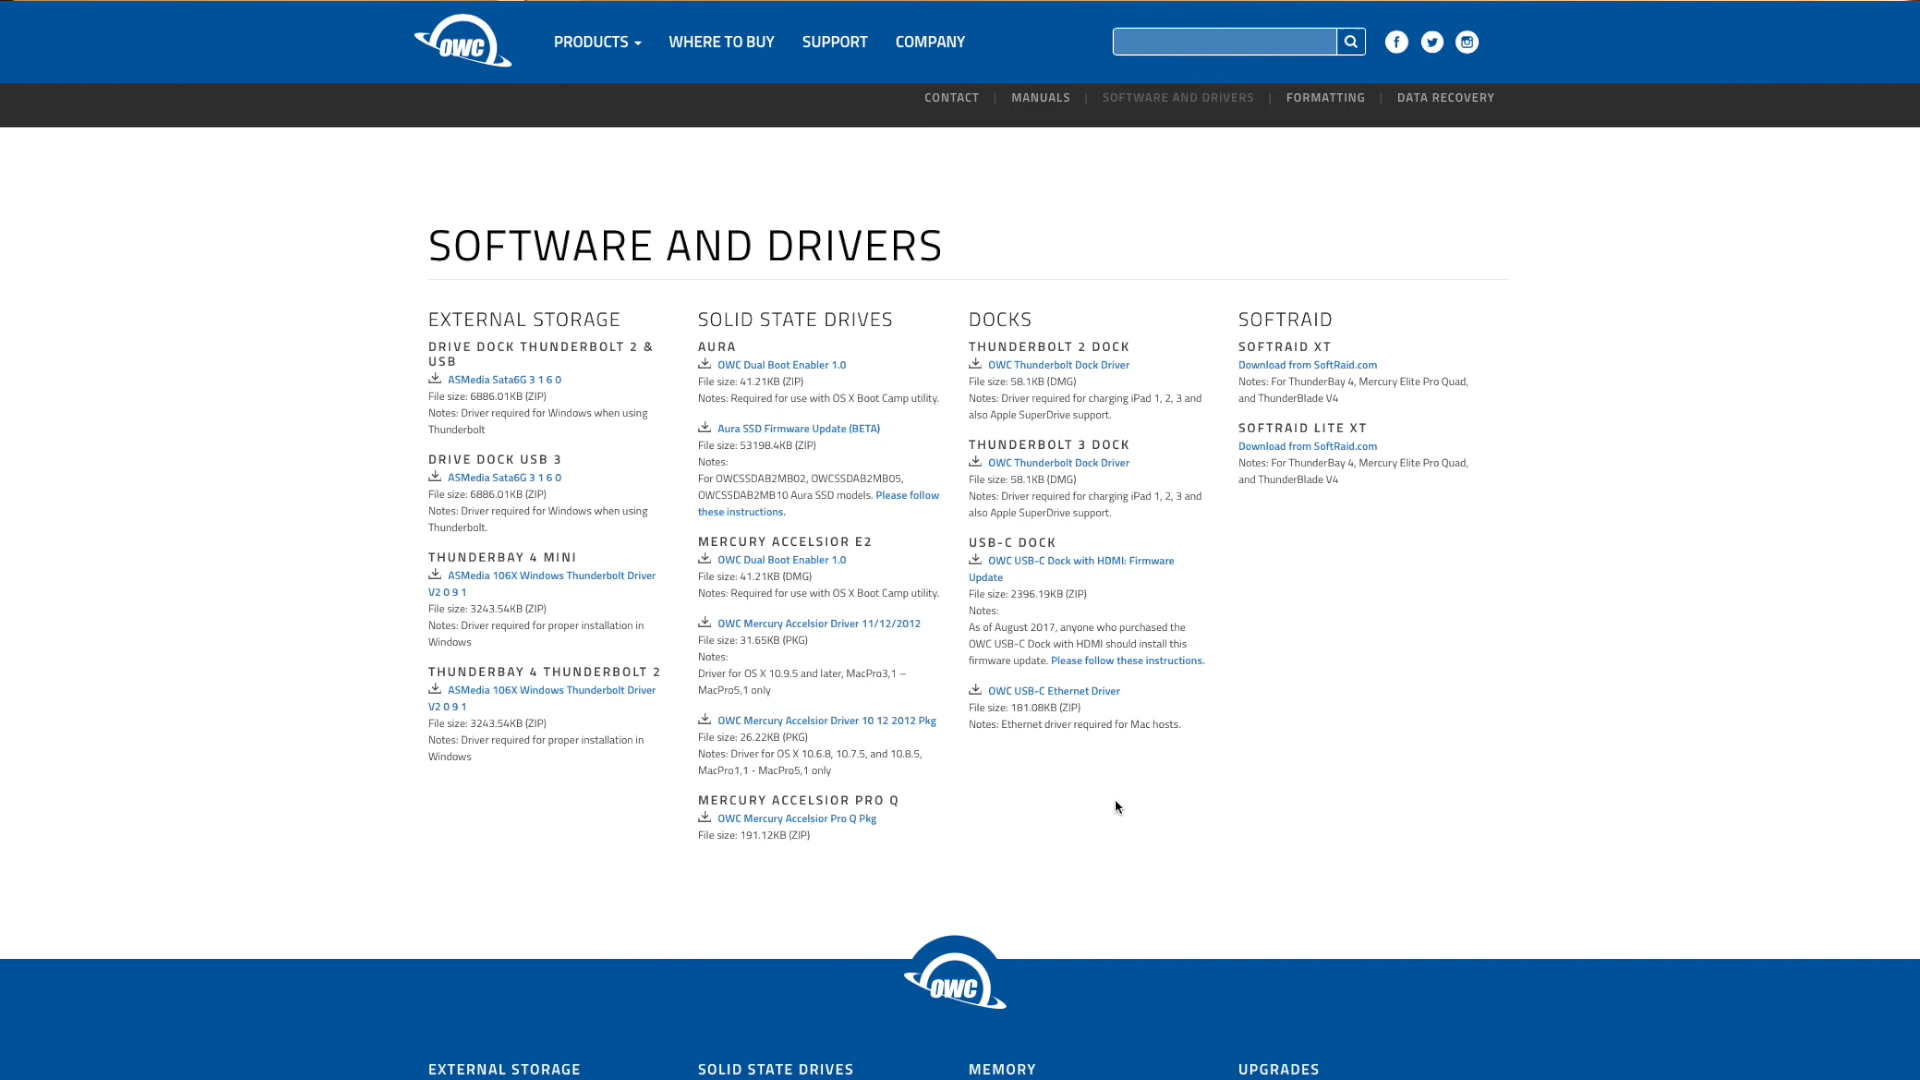 OWC
PRODUCTS
WHERE TO BUY
SUPPORT
COMPANY
CONTACT | MANUALS | SOFTWARE AND DRIVERS | FORMATTING | DATA RECOVERY
SOFTWARE AND DRIVERS
EXTERNAL STORAGE
DRIVE DOCK THUNDERBOLT 2 &
USB
ASMedia Sata6G 3 1 6 0
File size: 6886.01KB (ZIP)
Notes: Driver required for Windows when using
Thunderbolt
DRIVE DOCK USB 3
ASMedia Sata6G 3 1 6 0
File size: 6886.01KB (ZIP)
Notes: Driver required for Windows when using
Thunderbolt.
THUNDERBAY 4 MINI
ASMedia 106X Windows Thunderbolt Driver
V2 0 9 1
File size: 3243.54KB (ZIP)
Notes: Driver required for proper installation in
Windows
THUNDERBAY 4 THUNDERBOLT 2
ASMedia 106X Windows Thunderbolt Driver
V2 0 9 1
File size: 3243.54KB (ZIP)
Notes: Driver required for proper installation in
Windows
SOLID STATE DRIVES
AURA
OWC Dual Boot Enabler 1.0
File size: 41.21KB (ZIP)
Notes: Required for use with OS X Boot Camp utility.
Aura SSD Firmware Update (BETA)
File size: 53198.4KB (ZIP)
Notes:
For OWCSSDAB2MB02, OWCSSDAB2MB05,
OWCSSDAB2MB10 Aura SSD models. Please follow
these instructions.
MERCURY ACCELSIOR E2
OWC Dual Boot Enabler 1.0
File size: 41.21KB (DMG)
Notes: Required for use with OS X Boot Camp utility.
OWC Mercury Accelsior Driver 11/12/2012
File size: 31.65KB (PKG)
Notes:
Driver for OS X 10.9.5 and later, MacPro3,1 –
MacPro5,1 only
OWC Mercury Accelsior Driver 10 12 2012 Pkg
File size: 26.22KB (PKG)
Notes: Driver for OS X 10.6.8, 10.7.5, and 10.8.5,
MacPro1,1 - MacPro5,1 only
MERCURY ACCELSIOR PRO Q
OWC Mercury Accelsior Pro Q Pkg
File size: 191.12KB (ZIP)
DOCKS
THUNDERBOLT 2 DOCK
OWC Thunderbolt Dock Driver
File size: 58.1KB (DMG)
Notes: Driver required for charging iPad 1, 2, 3 and
also Apple SuperDrive support.
THUNDERBOLT 3 DOCK
OWC Thunderbolt Dock Driver
File size: 58.1KB (DMG)
Notes: Driver required for charging iPad 1, 2, 3 and
also Apple SuperDrive support.
USB-C DOCK
OWC USB-C Dock with HDMI: Firmware
Update
File size: 2396.19KB (ZIP)
Notes:
As of August 2017, anyone who purchased the
OWC USB-C Dock with HDMI should install this
firmware update. Please follow these instructions.
OWC USB-C Ethernet Driver
File size: 181.08KB (ZIP)
Notes: Ethernet driver required for Mac hosts.
SOFTRAID
SOFTRAID XT
Download from SoftRaid.com
Notes: For ThunderBay 4, Mercury Elite Pro Quad,
and ThunderBlade V4
SOFTRAID LITE XT
Download from SoftRaid.com
Notes: For ThunderBay 4, Mercury Elite Pro Quad,
and ThunderBlade V4
OWC
EXTERNAL STORAGE
SOLID STATE DRIVES
MEMORY
UPGRADES